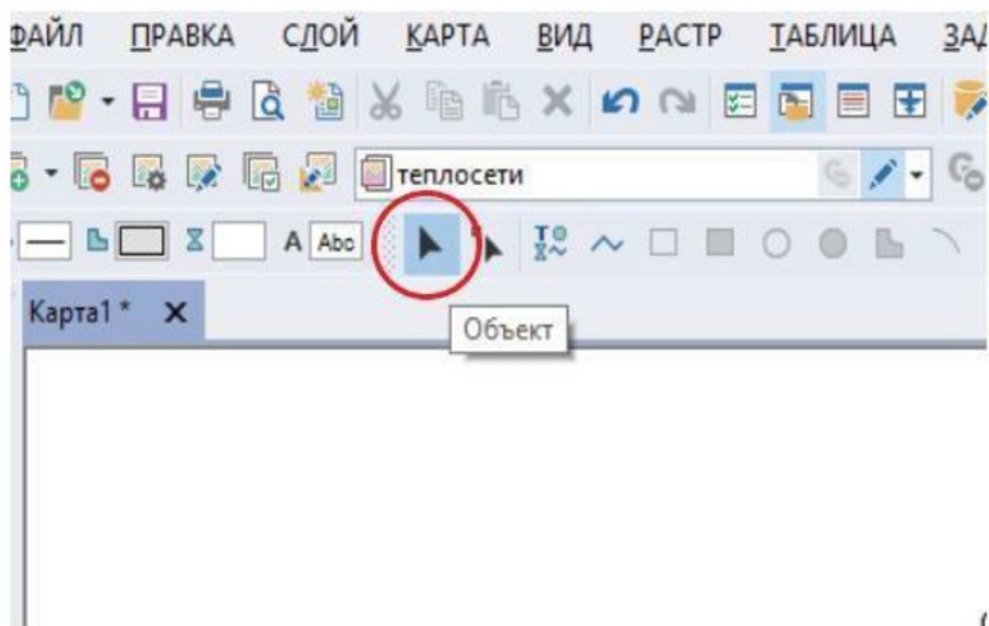 ФАЙЛ ПРАВКА СЛОЙ КАРТА ВИД РАСТР ТАБЛИЦА
теплосети
A Abc
Карта1 *
Объект